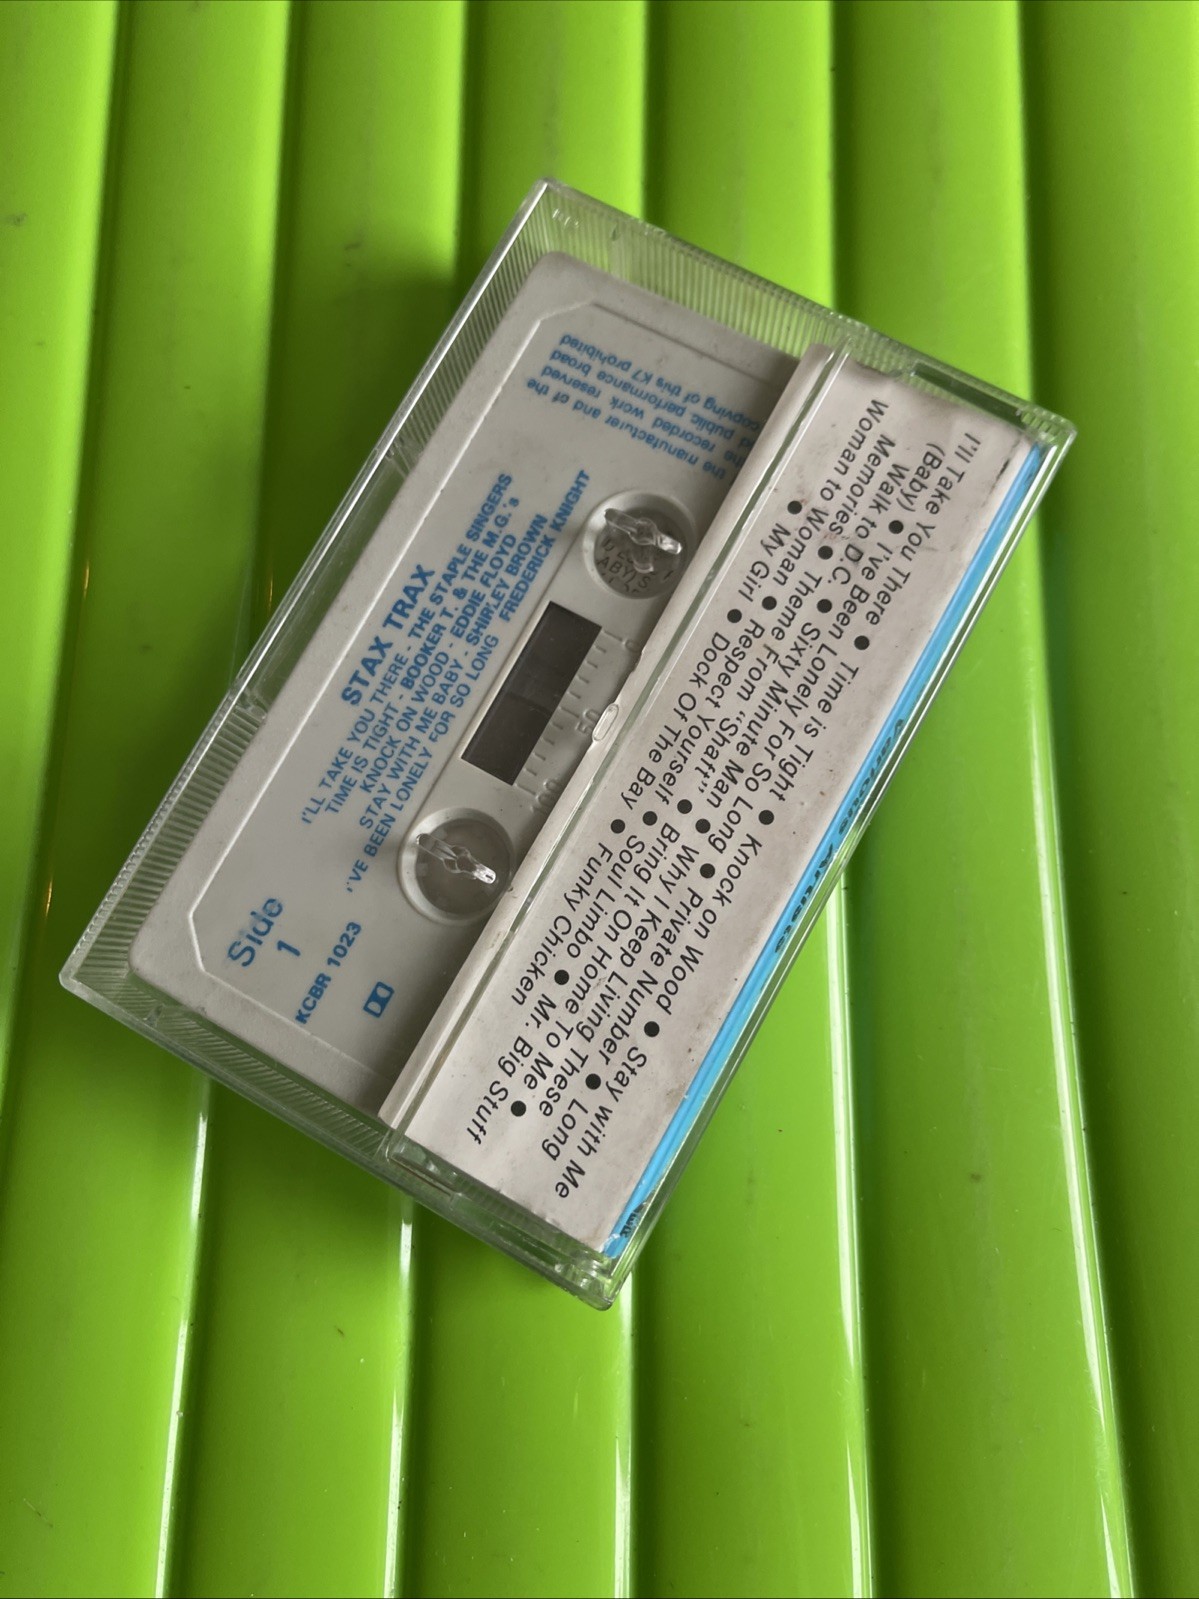 STAX TRAX
I'LL TAKE YOU THERE - THE STAPLE SINGERS
TIME IS TIGHT - BOOKER T. & THE M.G.'s
KNOCK ON WOOD - EDDIE FLOYD
STAY WITH ME BABY - SHIRLEY BROWN
I'VE BEEN LONELY FOR SO LONG FREDERICK KNIGHT
Side
1
KCBR 1023
the manufacturer and of the
recorded work reserved
public performance broad
copying of this K7 prohibited
0
50
100
I'll Take You There ● Time is Tight ● Knock on Wood ● Stay with Me
(Baby) ● I've Been Lonely For So Long ● Private Number ● Long
Walk to D.C. ● Sixty Minute Man ● Why I Keep Living These
Memories ● Theme From "Shaft" ● Bring It On Home To Me
Woman to Woman ● Respect Yourself ● Soul Limbo ● Mr. Big Stuff
● My Girl ● Dock Of The Bay ● Funky Chicken
Various Artists